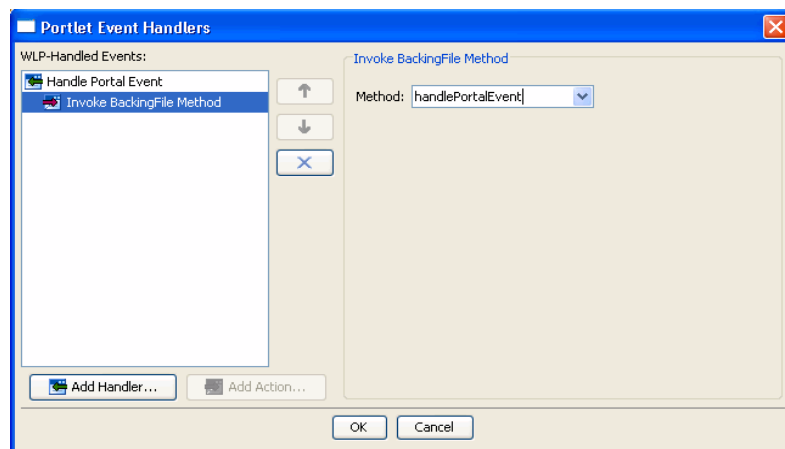 Portlet Event Handlers
WLP-Handled Events:
Handle Portal Event
Invoke BackingFile Method
Invoke BackingFile Method
Method: handlePortalEvent
Add Handler...
Add Action...
OK
Cancel